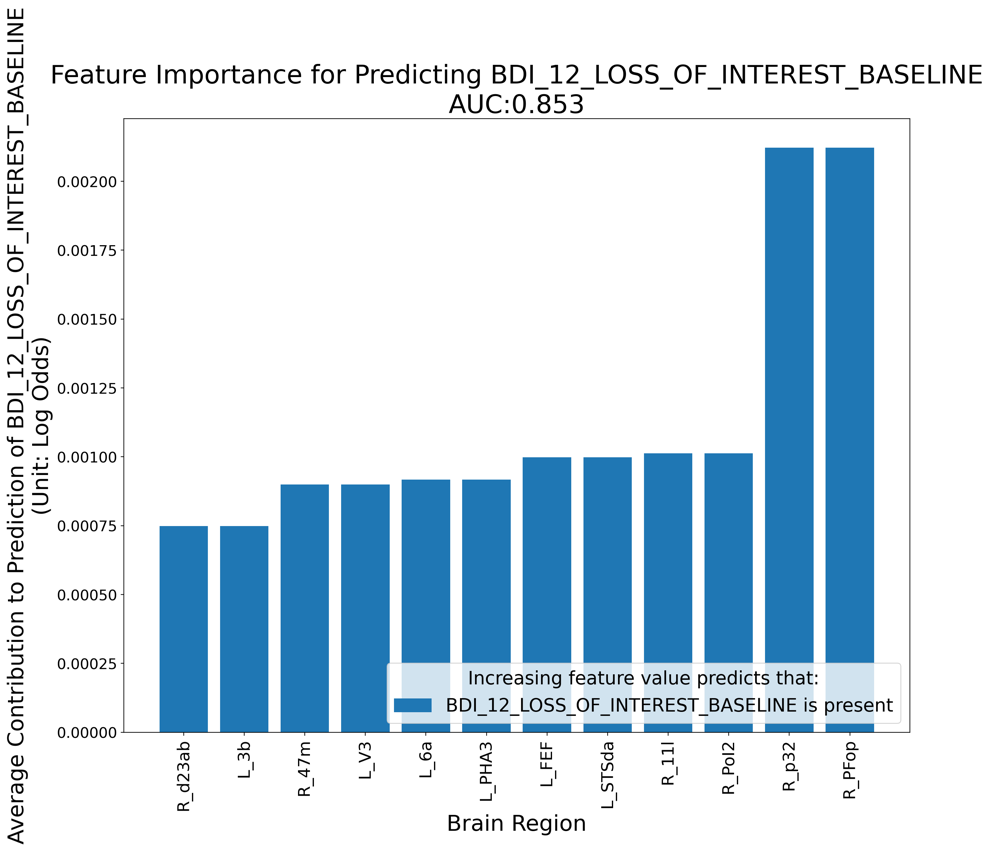 Feature Importance for Predicting BDI_12_LOSS_OF_INTEREST_BASELINE
AUC:0.853
Average Contribution to Prediction of BDI_12_LOSS_OF_INTEREST_BASELINE
(Unit: Log Odds)
0.00200
0.00175
0.00150
0.00125
0.00100
0.00075
0.00050
0.00025
0.00000
Increasing feature value predicts that:
BDI_12_LOSS_OF_INTEREST_BASELINE is present
R_d23ab
L_3b
R_47m
L_V3
L_6a
L_PHA3
L_FEF
L_STSda
R_11l
R_PoI2
R_p32
R_PFop
Brain Region